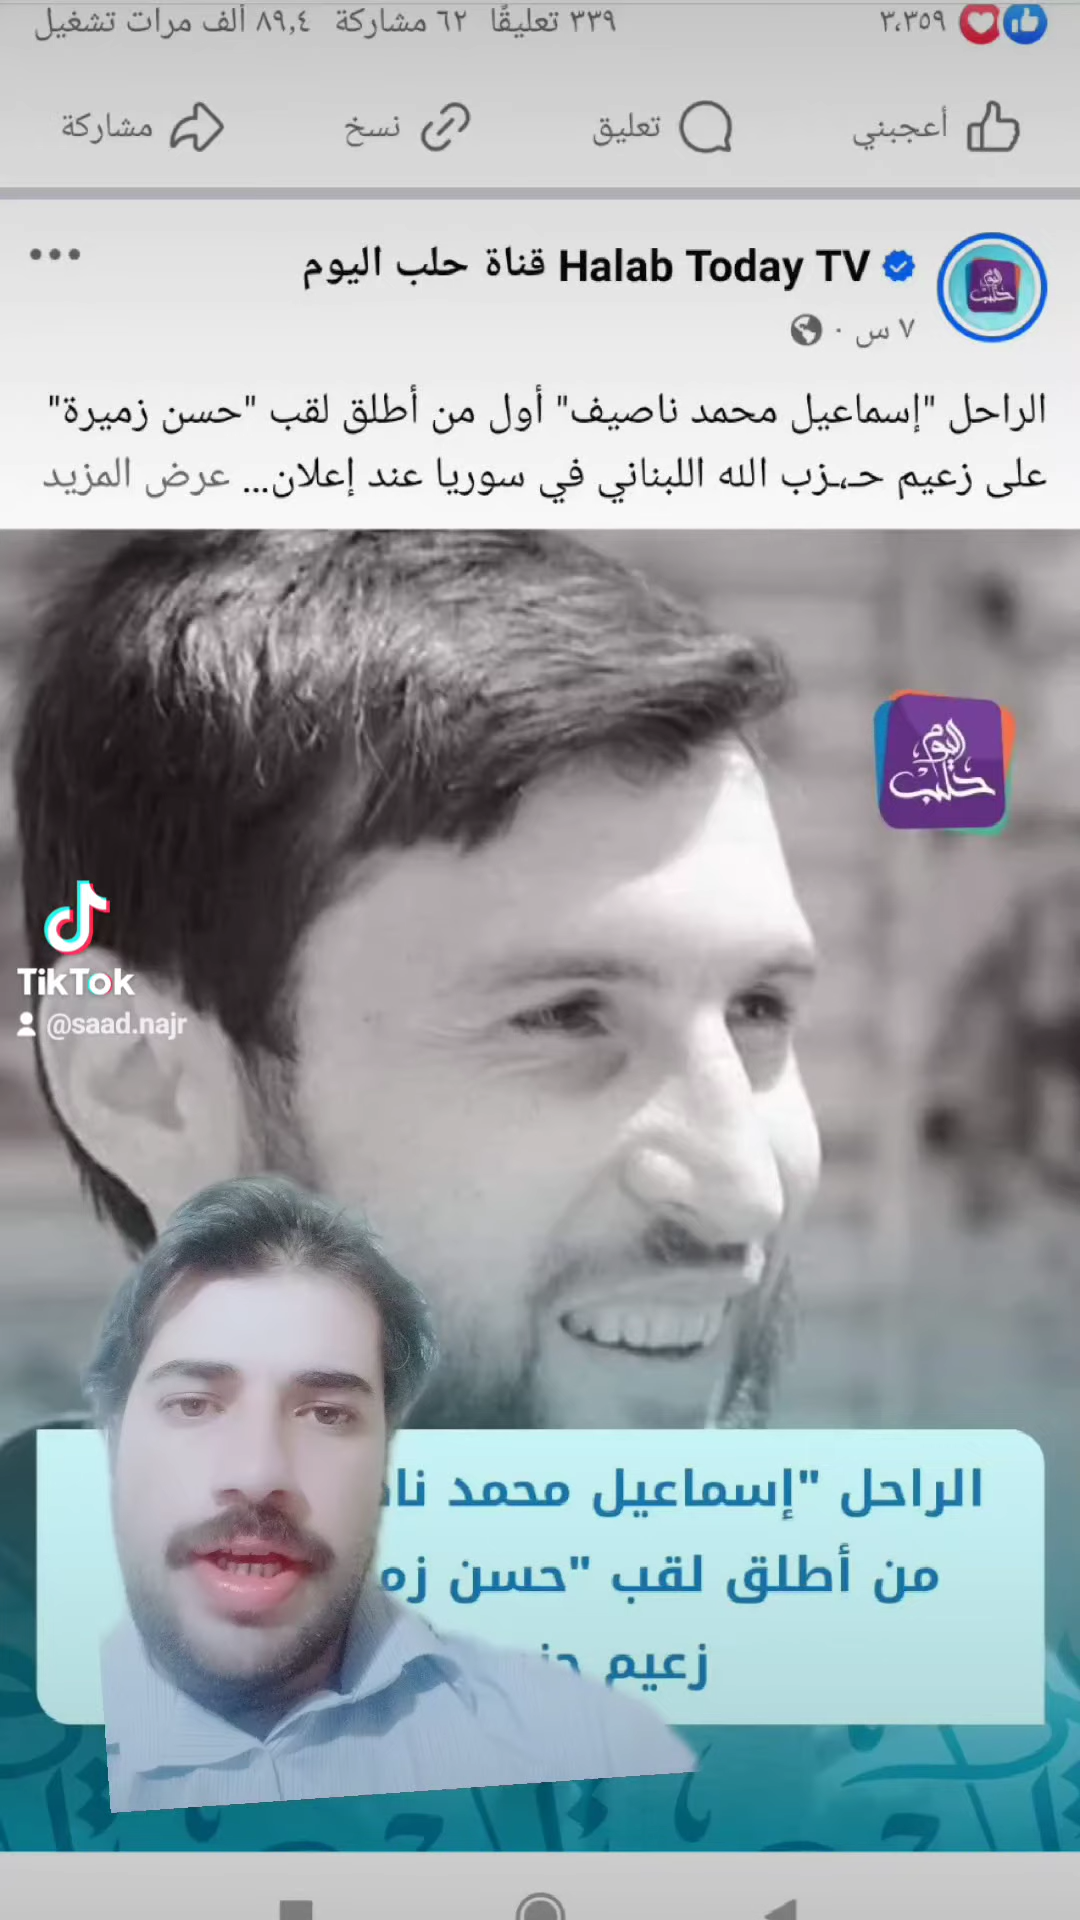 ٣٬٣٥٩ ٣٣٩ تعليقًا ٦٢ مشاركة ٨٩٫٤ ألف مرات تشغيل
أعجبني تعليق نسخ مشاركة
Halab Today TV قناة حلب اليوم
٧ س ·
الراحل "إسماعيل محمد ناصيف" أول من أطلق لقب "حسن زميرة"
على زعيم حـ,ـزب الله اللبناني في سوريا عند إعلان... عرض المزيد
حلب اليوم
TikTok
@saad.najr
الراحل "إسماعيل محمد
من أطلق لقب "حسن
زعيم